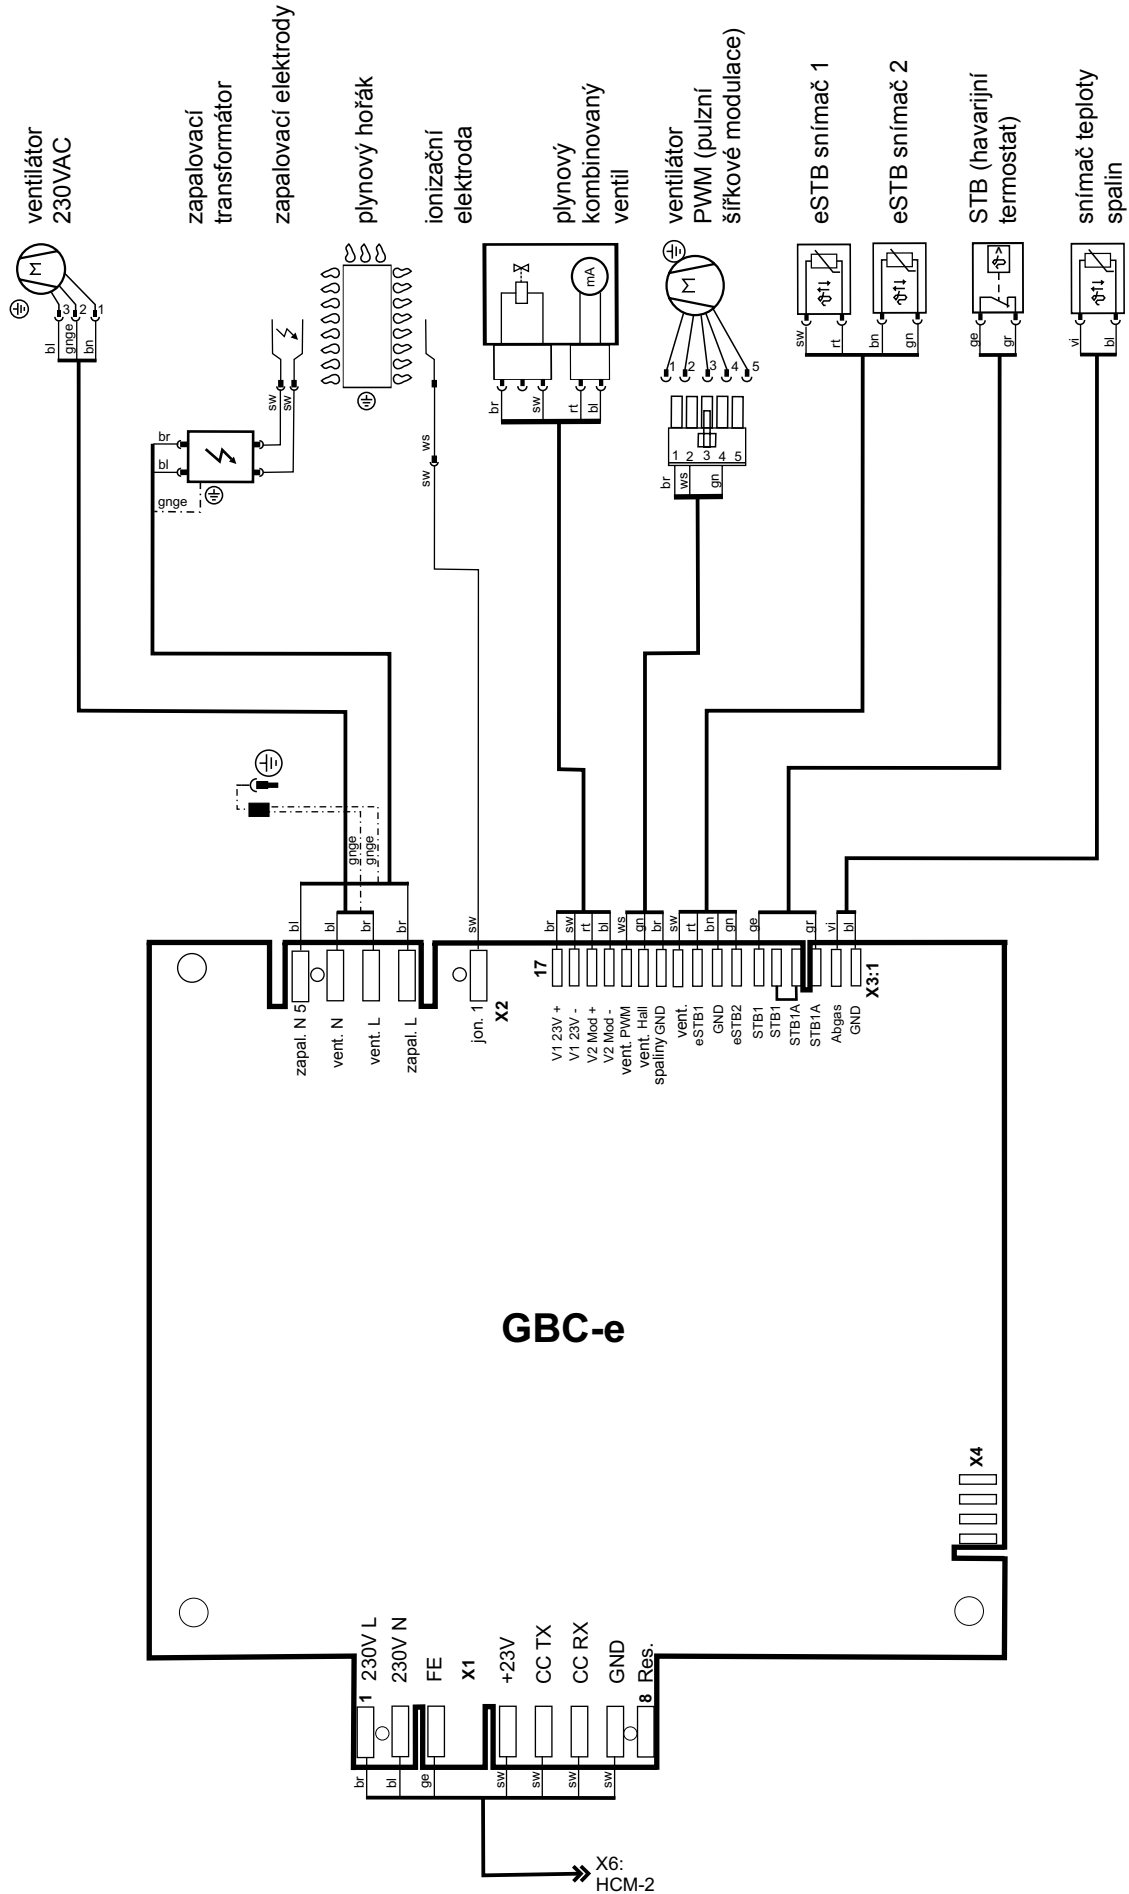 ventilátor
230VAC
zapalovací
transformátor
zapalovací elektrody
plynový hořák
ionizační
elektroda
plynový
kombinovaný
ventil
ventilátor
PWM (pulzní
šířkové modulace)
eSTB snímač 1
eSTB snímač 2
STB (havarijní
termostat)
snímač teploty
spalin
M
3
2
1
bl
gnge
bn
br
bl
gnge
sw
sw
ws
sw
mA
br
sw
rt
bl
M
1
2
3
4
5
1
2
3
4
5
br
ws
gn
sw
rt
bn
gn
ge
gr
vi
bl
gnge
gnge
bl
bl
br
br
sw
br
sw
rt
bl
ws
gn
br
sw
rt
bn
gn
ge
gr
vi
bl
zapal. N 5
vent. N
vent. L
zapal. L
jon. 1
X2
17
V1 23V +
V1 23V -
V2 Mod +
V2 Mod -
vent. PWM
vent. Hall
spaliny GND
vent.
eSTB1
GND
eSTB2
STB1
STB1
STB1A
STB1A
Abgas
GND
X3:1
GBC-e
X4
1
230V L
230V N
FE
X1
+23V
CC TX
CC RX
GND
8
Res.
br
bl
ge
sw
sw
sw
sw
X6:
HCM-2